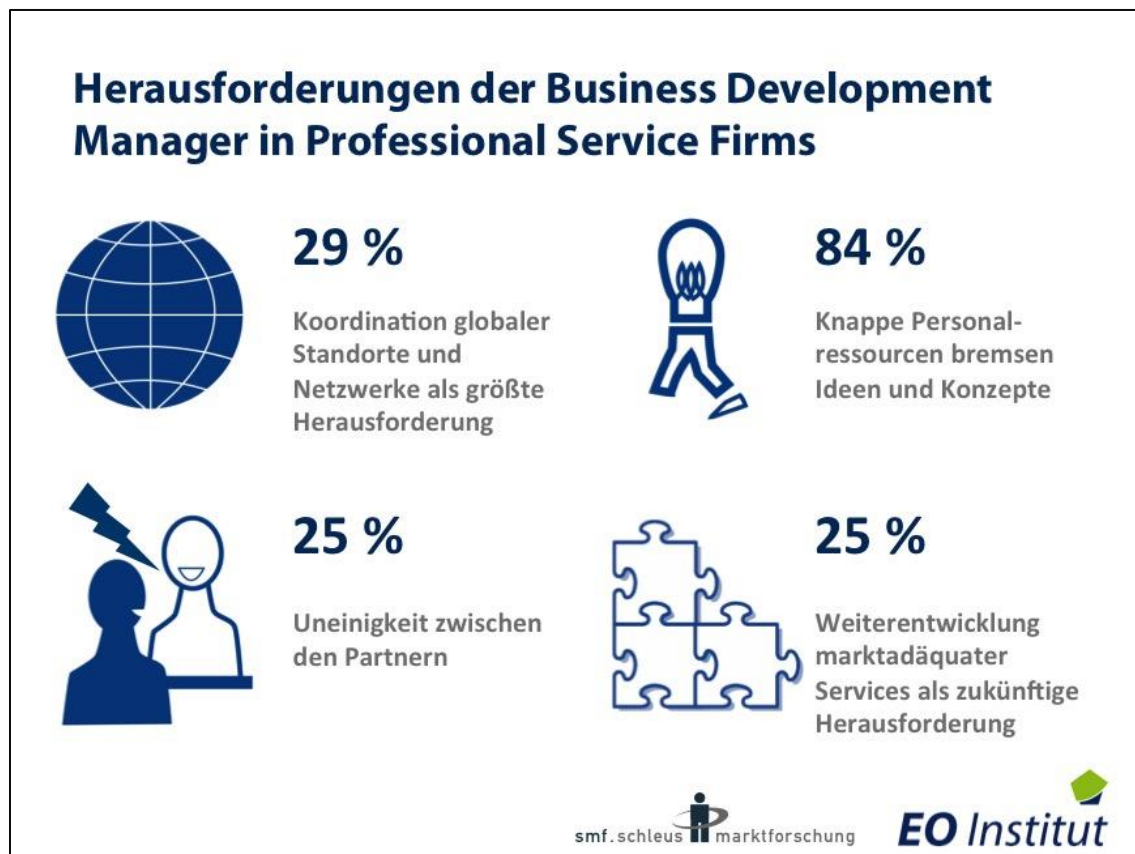 Herausforderungen der Business Development
Manager in Professional Service Firms
29 %
Koordination globaler
Standorte und
Netzwerke als größte
Herausforderung
84 %
Knappe Personal-
ressourcen bremsen
Ideen und Konzepte
25 %
Uneinigkeit zwischen
den Partnern
25 %
Weiterentwicklung
marktadäquater
Services als zukünftige
Herausforderung
smf.schleus marktforschung
EO Institut